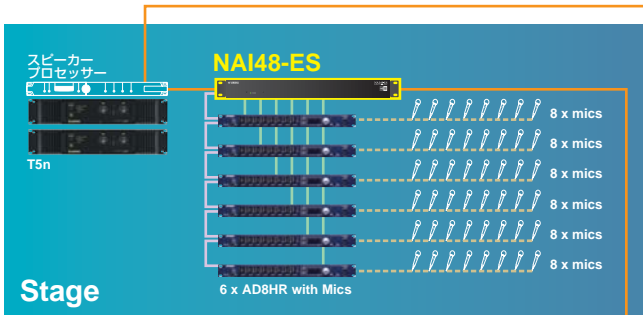 スピーカー
プロセッサー
NAI48-ES
T5n
8 x mics
8 x mics
8 x mics
8 x mics
8 x mics
8 x mics
6 x AD8HR with Mics
Stage